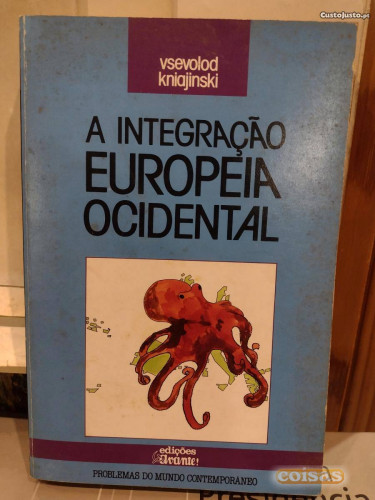 CustoJusto.pt
vsevolod
kniajinski
A INTEGRAÇÃO
EUROPEIA
OCIDENTAL
edições
Avante!
PROBLEMAS DO MUNDO CONTEMPORÂNEO
coisas